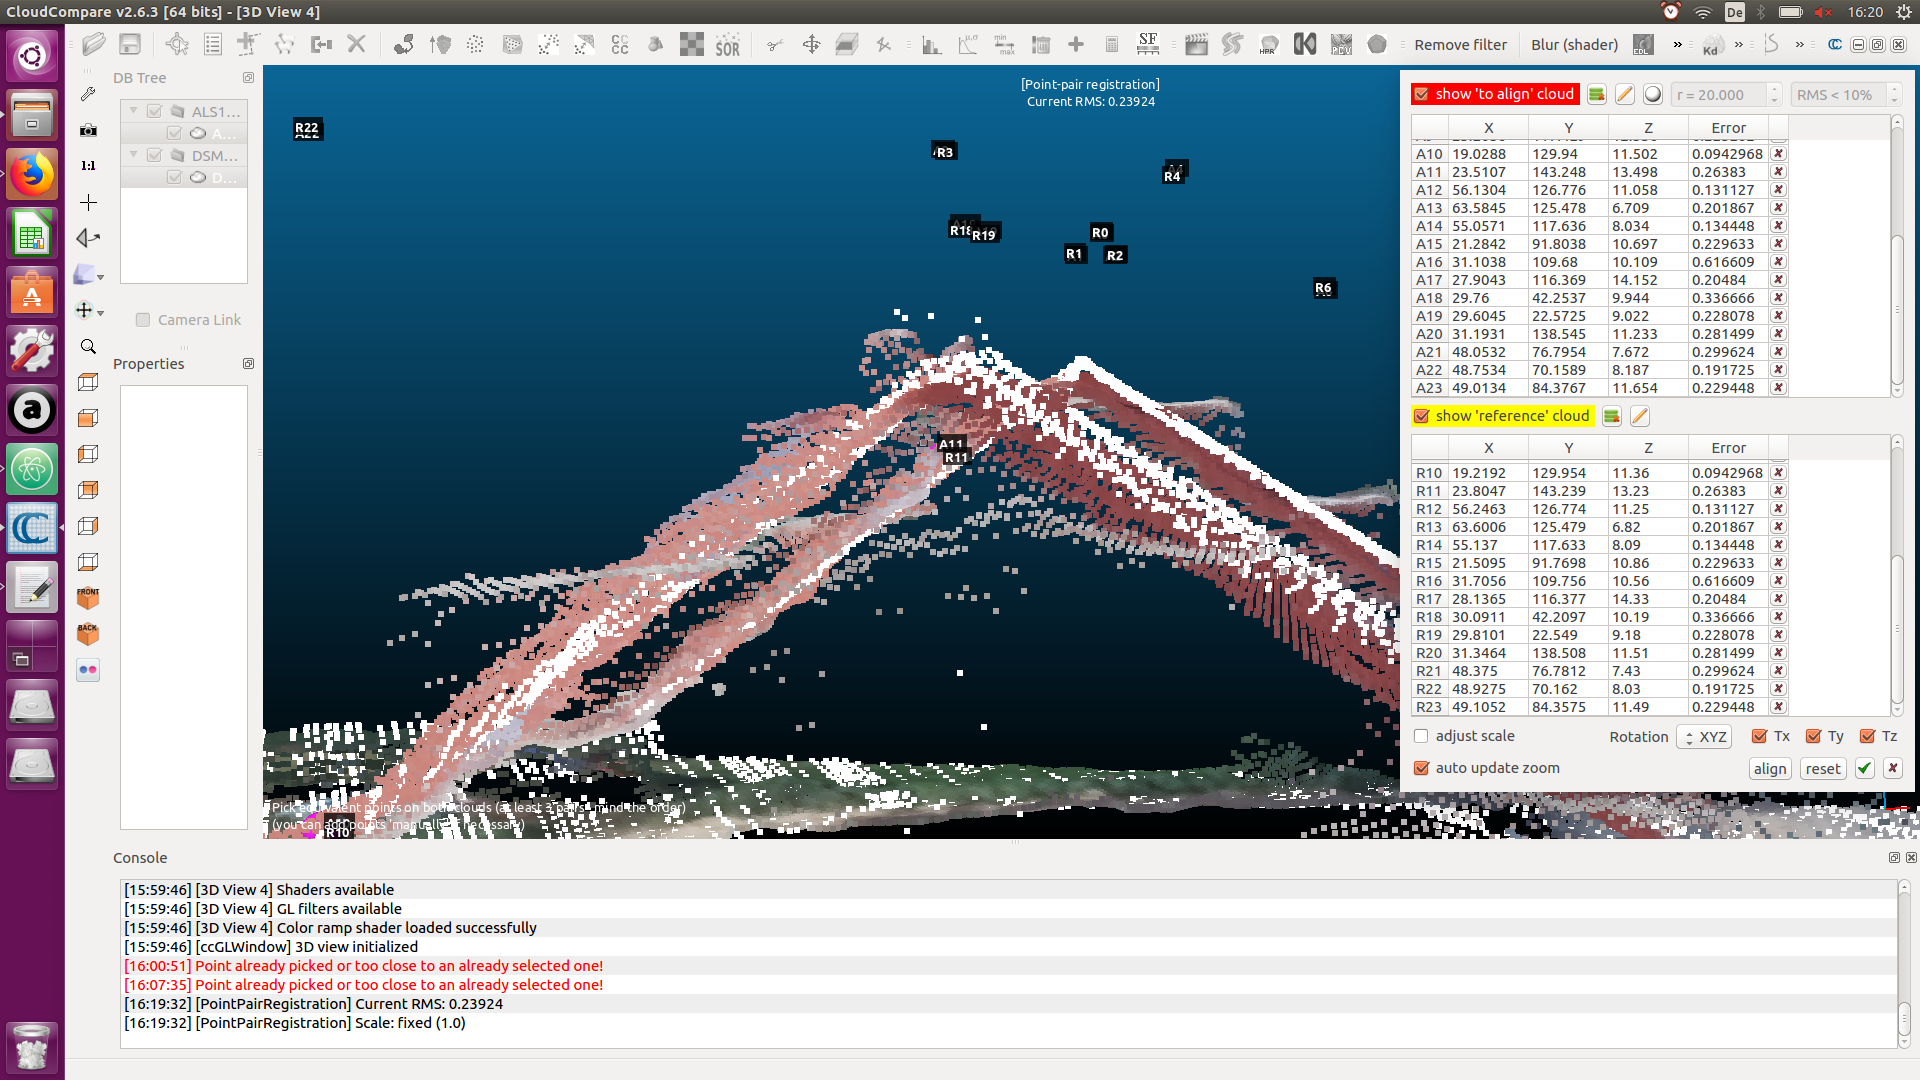 CloudCompare v2.6.3 [64 bits] - [3D View 4]
De
16:20
SOR
SF
Remove filter
Blur (shader)
EDL
Kd
DB Tree
ALS1...
A...
DSM...
D...
1:1
Camera Link
Properties
FRONT
BACK
[Point-pair registration]
Current RMS: 0.23924
R22
R3
R4
R18
R19
R0
R1
R2
R6
A11
R11
R10
Pick equivalent points on both clouds (at least 3 pairs - mind the order)
(you can add points 'manually' if necessary)
show 'to align' cloud
r = 20.000
RMS < 10%
X Y Z Error
A10 19.0288 129.94 11.502 0.0942968
A11 23.5107 143.248 13.498 0.26383
A12 56.1304 126.776 11.058 0.131127
A13 63.5845 125.478 6.709 0.201867
A14 55.0571 117.636 8.034 0.134448
A15 21.2842 91.8038 10.697 0.229633
A16 31.1038 109.68 10.109 0.616609
A17 27.9043 116.369 14.152 0.20484
A18 29.76 42.2537 9.944 0.336666
A19 29.6045 22.5725 9.022 0.228078
A20 31.1931 138.545 11.233 0.281499
A21 48.0532 76.7954 7.672 0.299624
A22 48.7534 70.1589 8.187 0.191725
A23 49.0134 84.3767 11.654 0.229448
show 'reference' cloud
X Y Z Error
R10 19.2192 129.954 11.36 0.0942968
R11 23.8047 143.239 13.23 0.26383
R12 56.2463 126.774 11.25 0.131127
R13 63.6006 125.479 6.82 0.201867
R14 55.137 117.633 8.09 0.134448
R15 21.5095 91.7698 10.86 0.229633
R16 31.7056 109.756 10.56 0.616609
R17 28.1365 116.377 14.33 0.20484
R18 30.0911 42.2097 10.19 0.336666
R19 29.8101 22.549 9.18 0.228078
R20 31.3464 138.508 11.51 0.281499
R21 48.375 76.7812 7.43 0.299624
R22 48.9275 70.162 8.03 0.191725
R23 49.1052 84.3575 11.49 0.229448
adjust scale
Rotation XYZ Tx Ty Tz
auto update zoom
align reset
Console
[15:59:46] [3D View 4] Shaders available
[15:59:46] [3D View 4] GL filters available
[15:59:46] [3D View 4] Color ramp shader loaded successfully
[15:59:46] [ccGLWindow] 3D view initialized
[16:00:51] Point already picked or too close to an already selected one!
[16:07:35] Point already picked or too close to an already selected one!
[16:19:32] [PointPairRegistration] Current RMS: 0.23924
[16:19:32] [PointPairRegistration] Scale: fixed (1.0)